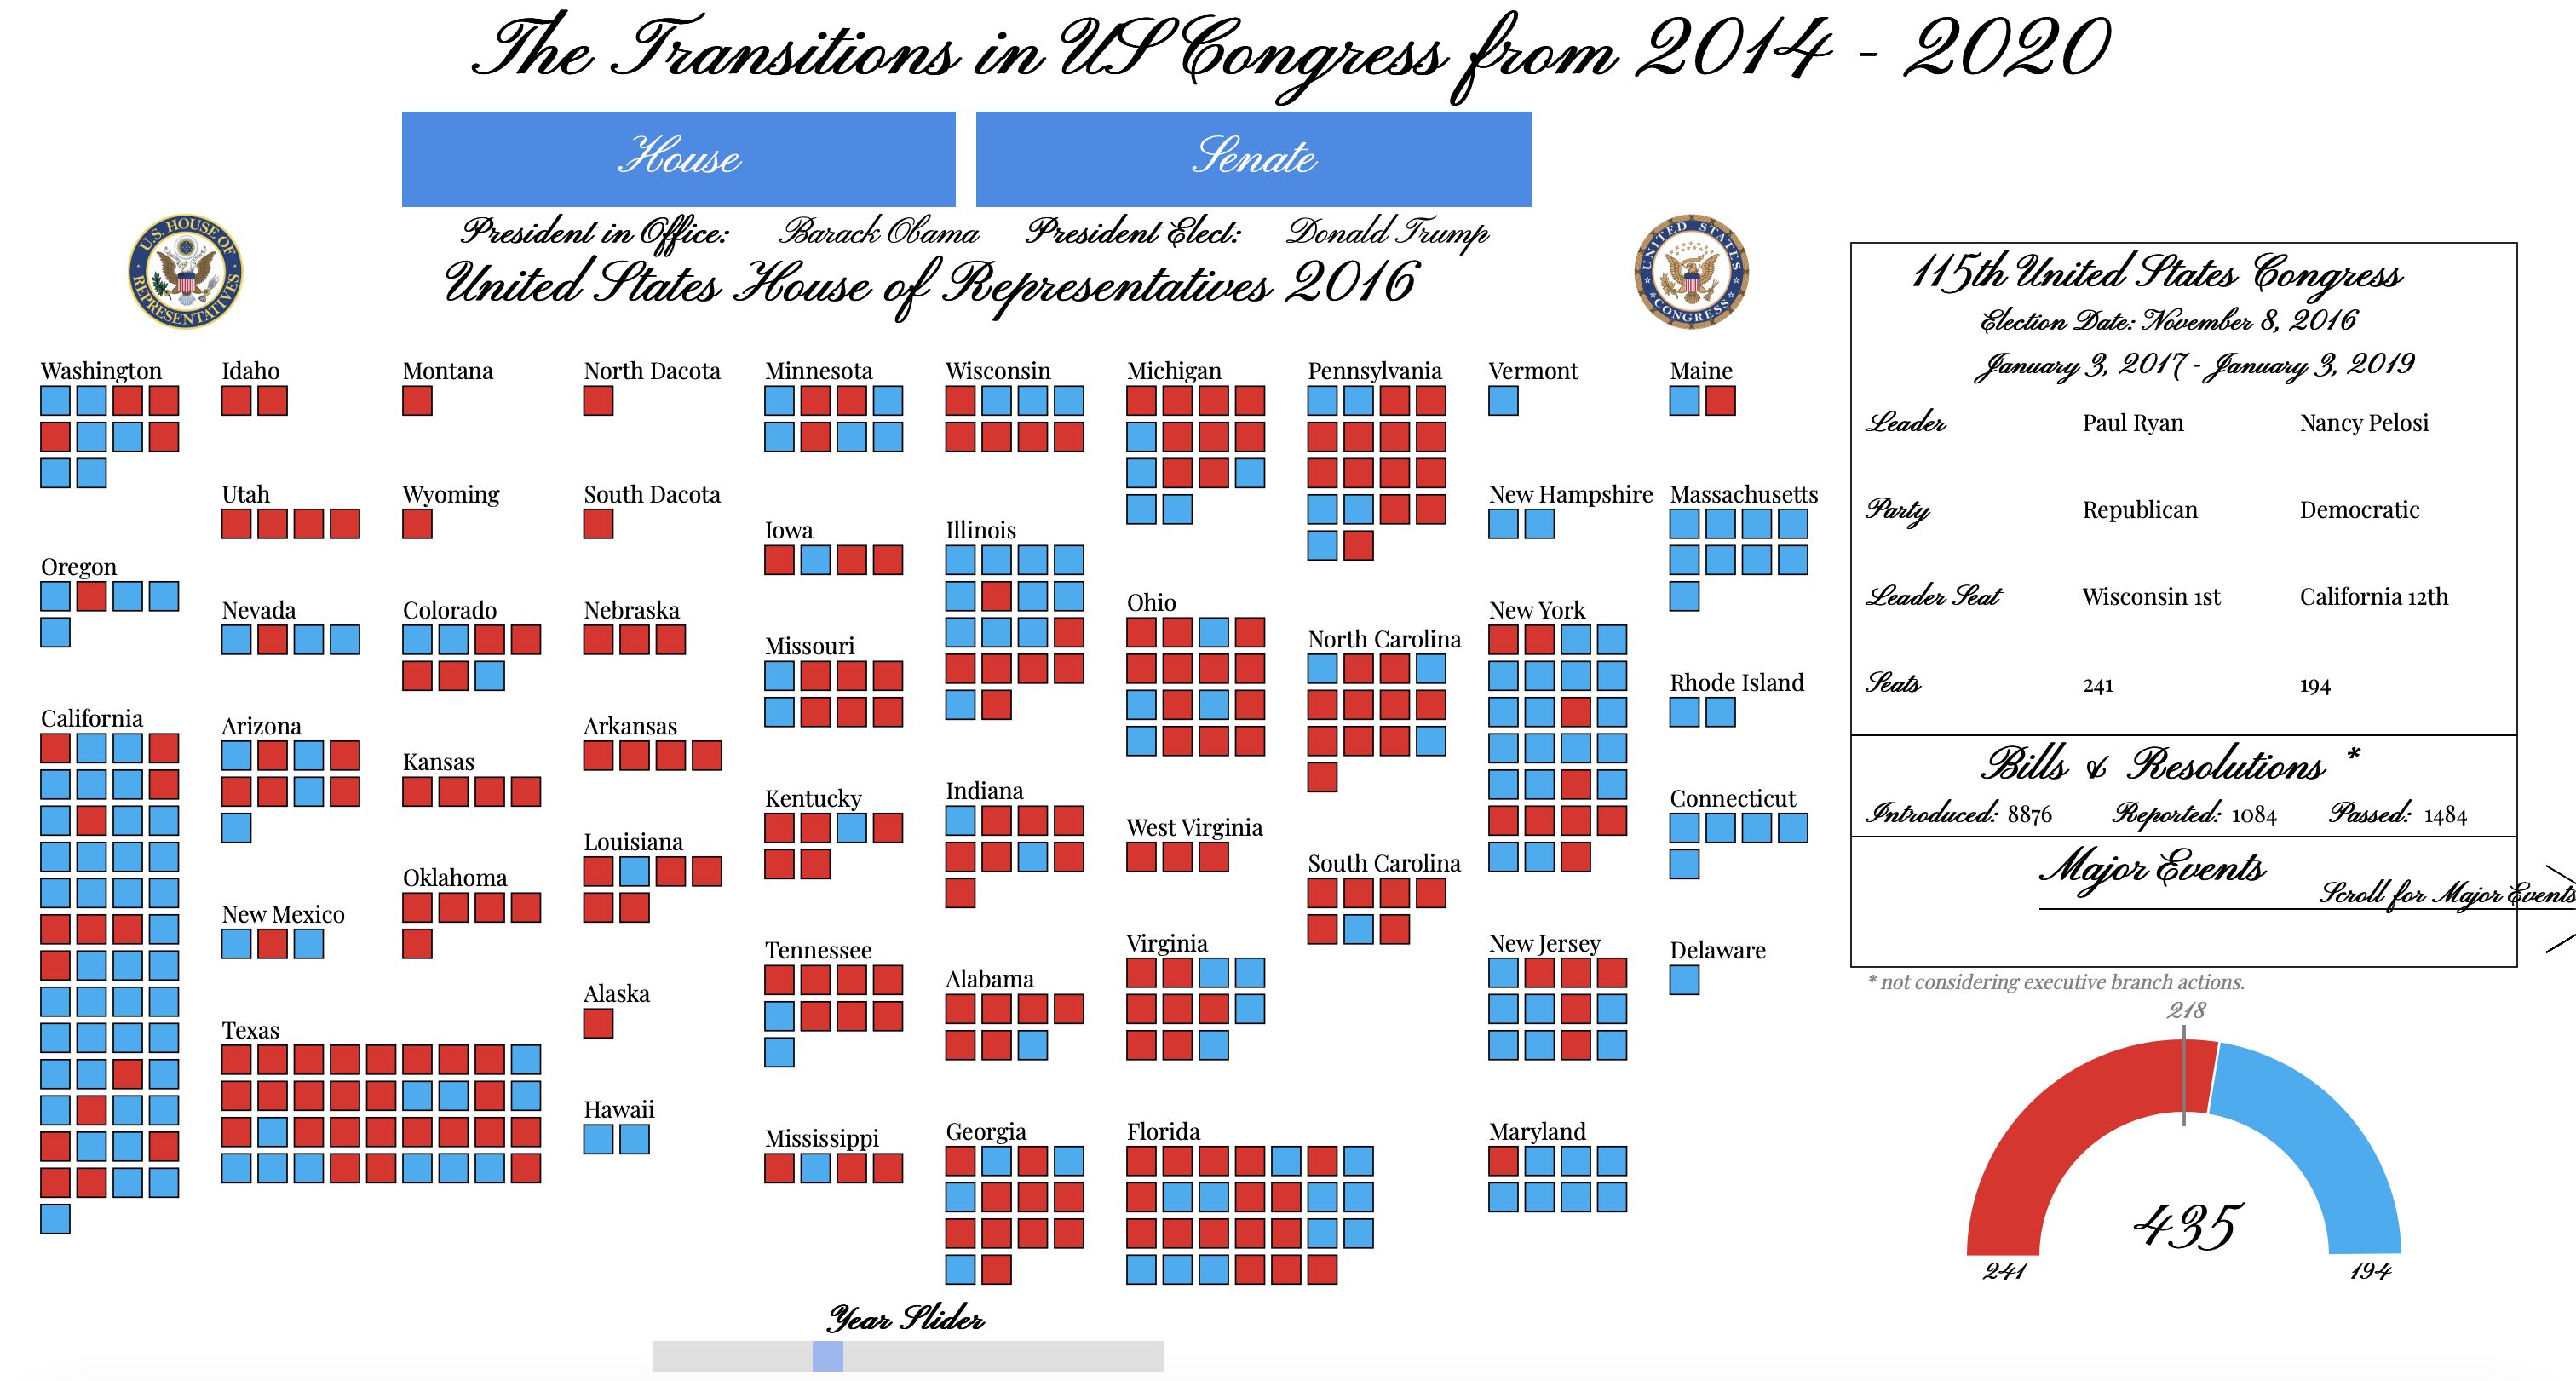 The Transitions in US Congress from 2014 - 2020
House
Senate
President in Office: Barack Obama President Elect: Donald Trump
United States House of Representatives 2016
U.S. HOUSE OF REPRESENTATIVES
UNITED STATES CONGRESS
Washington
Idaho
Montana
North Dacota
Minnesota
Wisconsin
Michigan
Pennsylvania
Vermont
Maine
Utah
Wyoming
South Dacota
New Hampshire
Massachusetts
Iowa
Illinois
Oregon
Nevada
Colorado
Nebraska
Ohio
New York
Missouri
North Carolina
Rhode Island
California
Arizona
Arkansas
Kansas
Indiana
Kentucky
Connecticut
West Virginia
Louisiana
South Carolina
Oklahoma
New Mexico
Virginia
New Jersey
Tennessee
Delaware
Alabama
Alaska
Texas
Hawaii
Mississippi
Georgia
Florida
Maryland
Year Slider
115th United States Congress
Election Date: November 8, 2016
January 3, 2017 - January 3, 2019
Leader Paul Ryan Nancy Pelosi
Party Republican Democratic
Leader Seat Wisconsin 1st California 12th
Seats 241 194
Bills & Resolutions *
Introduced: 8876 Reported: 1084 Passed: 1484
Major Events
Scroll for Major Events
* not considering executive branch actions.
218
435
241
194